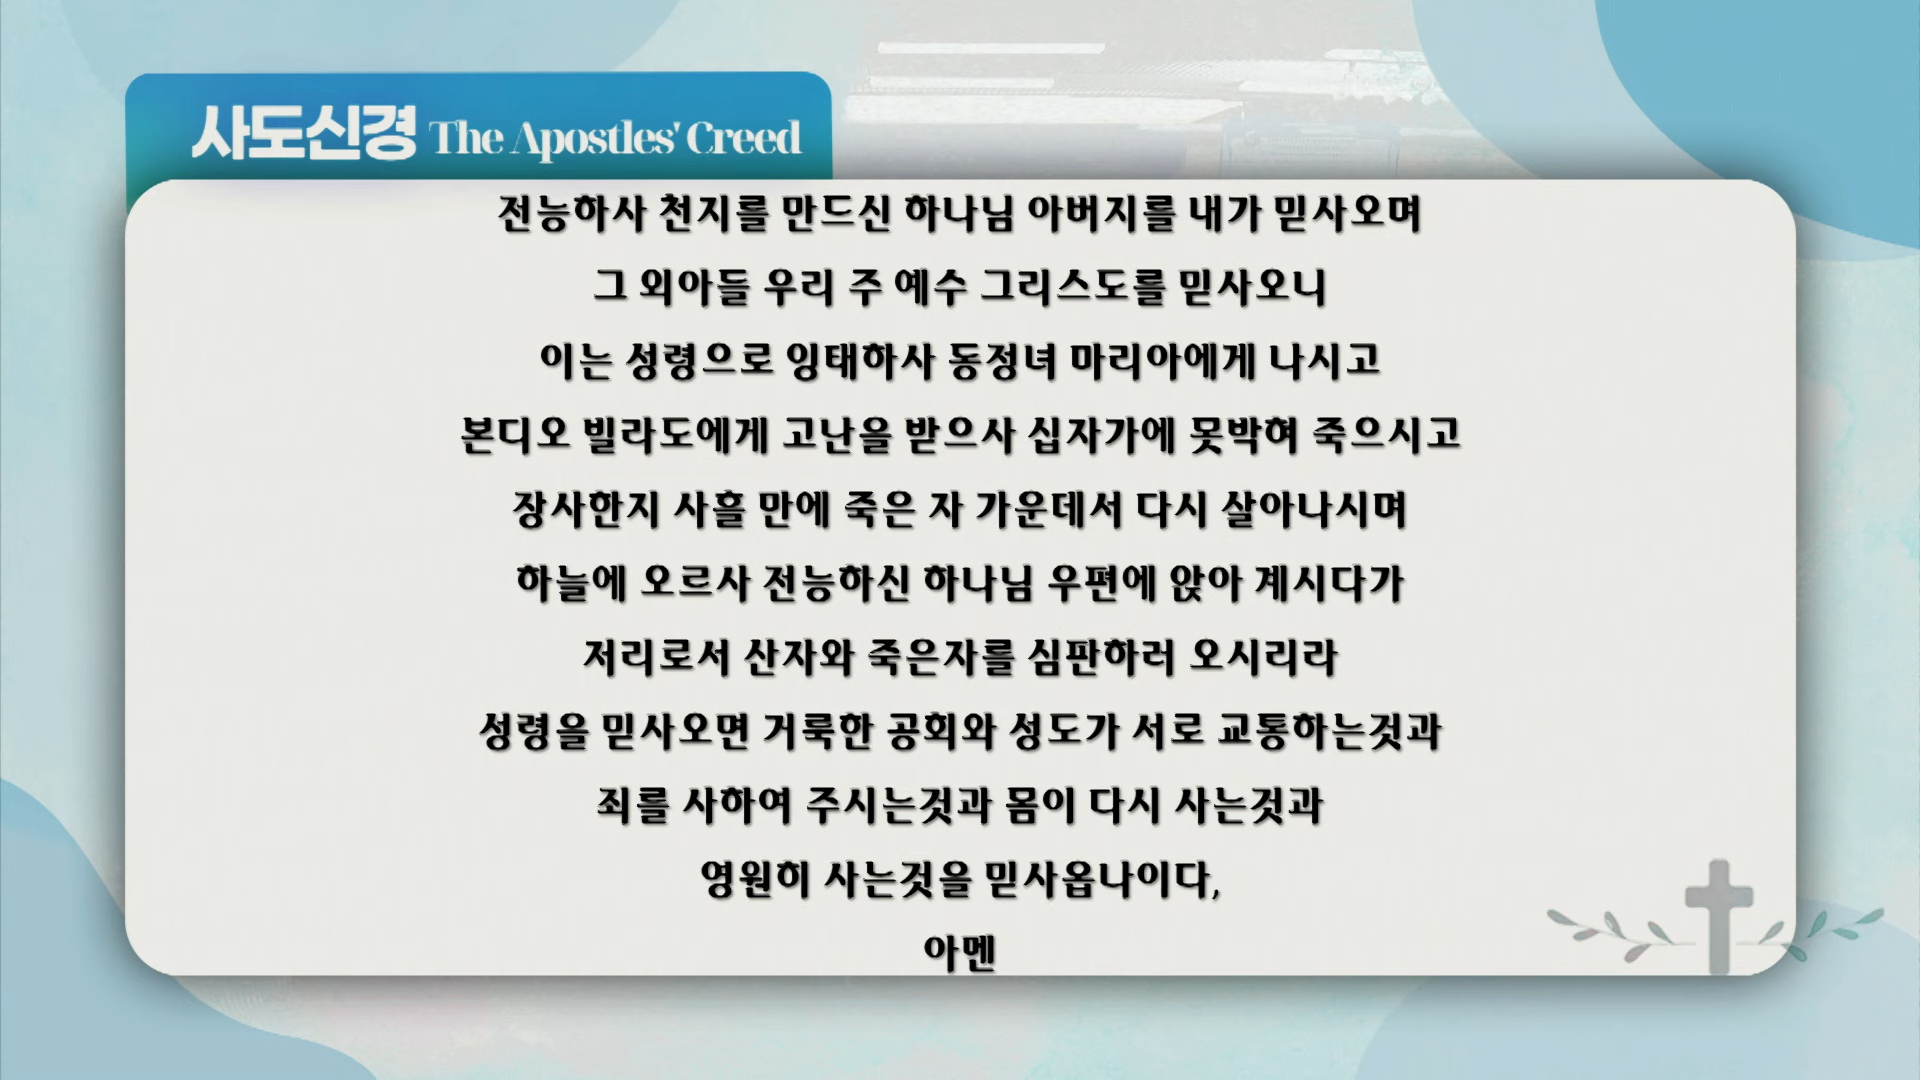 사도신경 The Apostles' Creed
전능하사 천지를 만드신 하나님 아버지를 내가 믿사오며
그 외아들 우리 주 예수 그리스도를 믿사오니
이는 성령으로 잉태하사 동정녀 마리아에게 나시고
본디오 빌라도에게 고난을 받으사 십자가에 못박혀 죽으시고
장사한지 사흘 만에 죽은 자 가운데서 다시 살아나시며
하늘에 오르사 전능하신 하나님 우편에 앉아 계시다가
저리로서 산자와 죽은자를 심판하러 오시리라
성령을 믿사오면 거룩한 공회와 성도가 서로 교통하는것과
죄를 사하여 주시는것과 몸이 다시 사는것과
영원히 사는것을 믿사옵나이다,
아멘